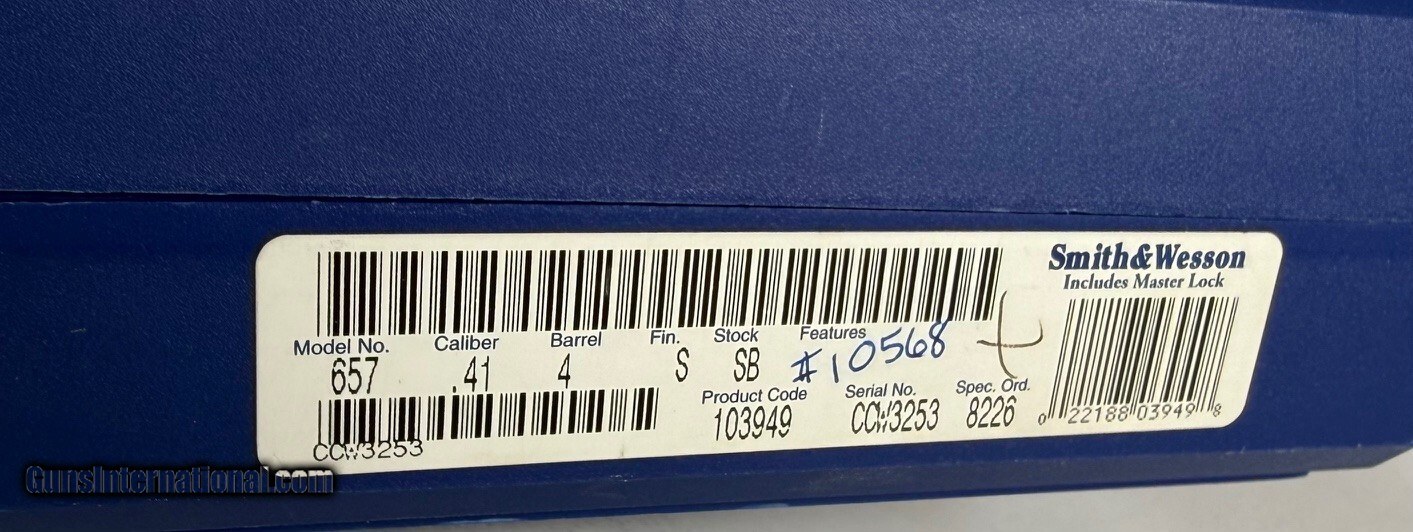 Smith&Wesson
Includes Master Lock
Model No. Caliber Barrel Fin. Stock Features
657 .41 4 S SB #10568
Product Code Serial No. Spec. Ord.
103949 CCW3253 8226
CCW3253
0 22188 03949 8
GunsInternational.com